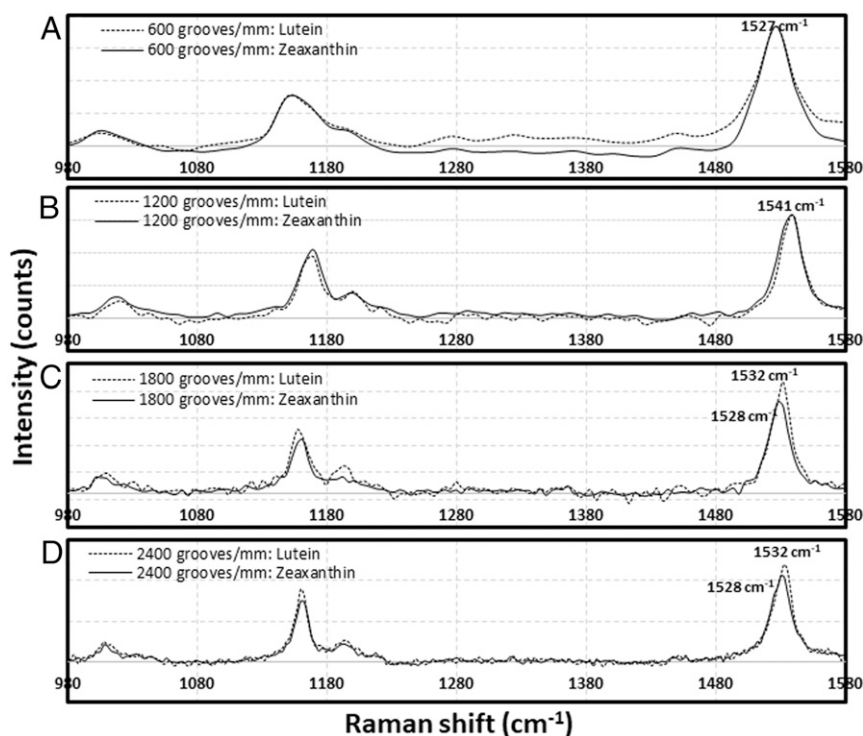 A
600 grooves/mm: Lutein
600 grooves/mm: Zeaxanthin
1527 cm-1
980 1080 1180 1280 1380 1480 1580
B
1200 grooves/mm: Lutein
1200 grooves/mm: Zeaxanthin
1541 cm-1
980 1080 1180 1280 1380 1480 1580
C
1800 grooves/mm: Lutein
1800 grooves/mm: Zeaxanthin
1532 cm-1
1528 cm-1
980 1080 1180 1280 1380 1480 1580
D
2400 grooves/mm: Lutein
2400 grooves/mm: Zeaxanthin
1532 cm-1
1528 cm-1
980 1080 1180 1280 1380 1480 1580
Intensity (counts)
Raman shift (cm-1)